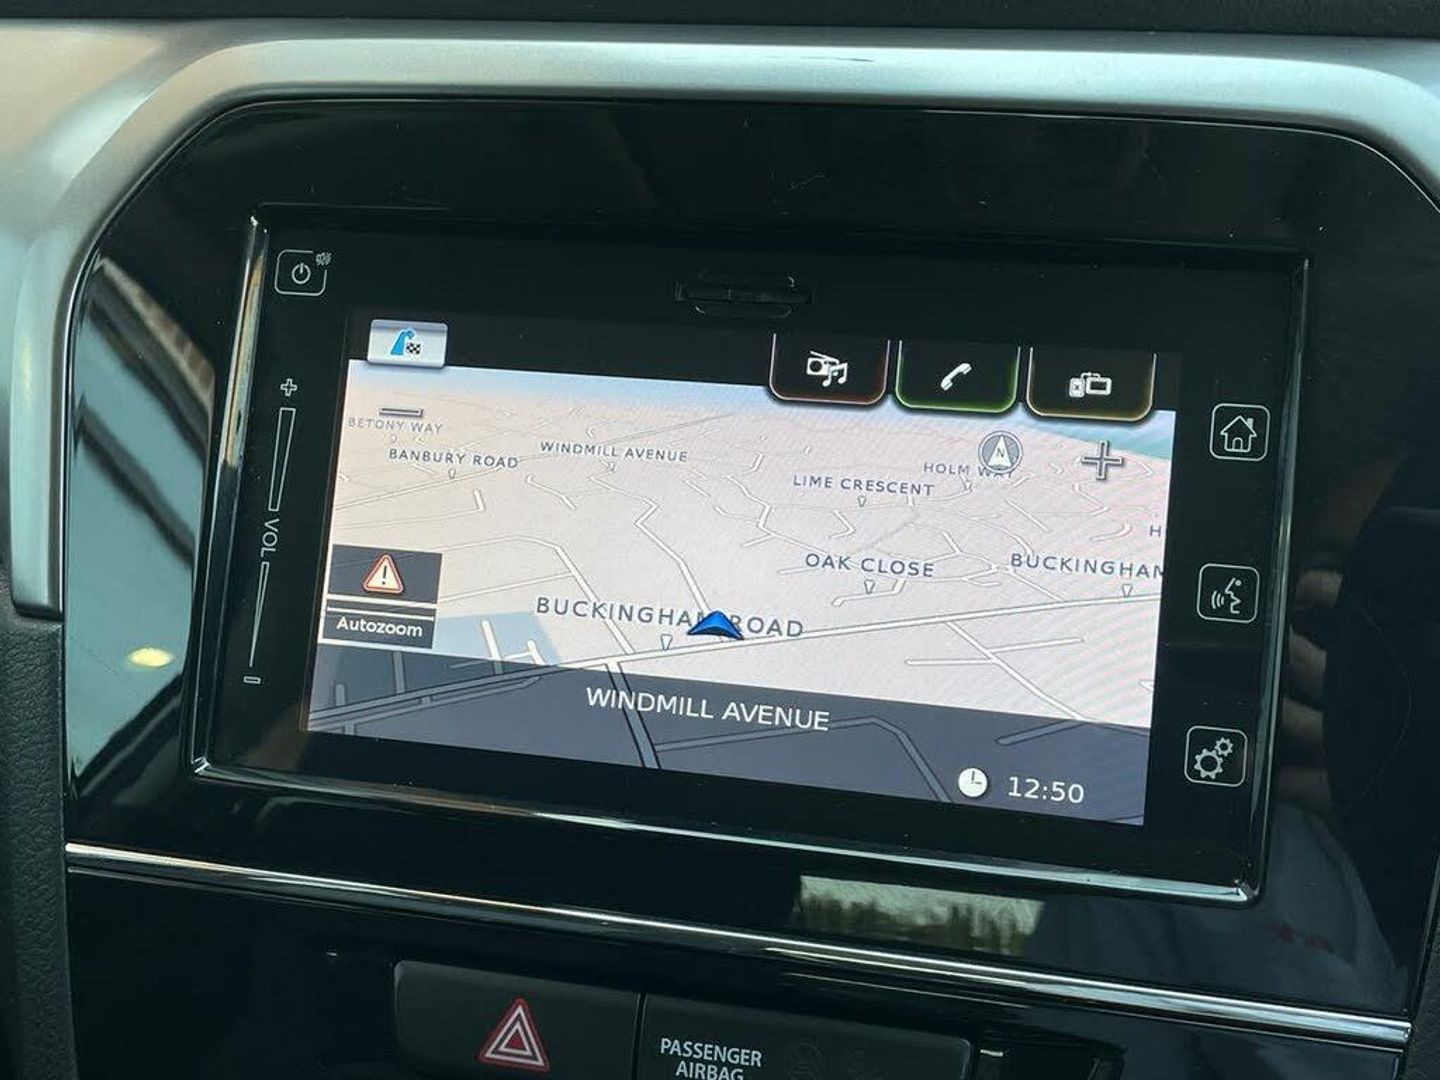 BETONY WAY
BANBURY ROAD
WINDMILL AVENUE
HOLM WAY
N
LIME CRESCENT
H
VOL
OAK CLOSE
BUCKINGHAM
BUCKINGHAM ROAD
Autozoom
WINDMILL AVENUE
12:50
PASSENGER
AIRBAG